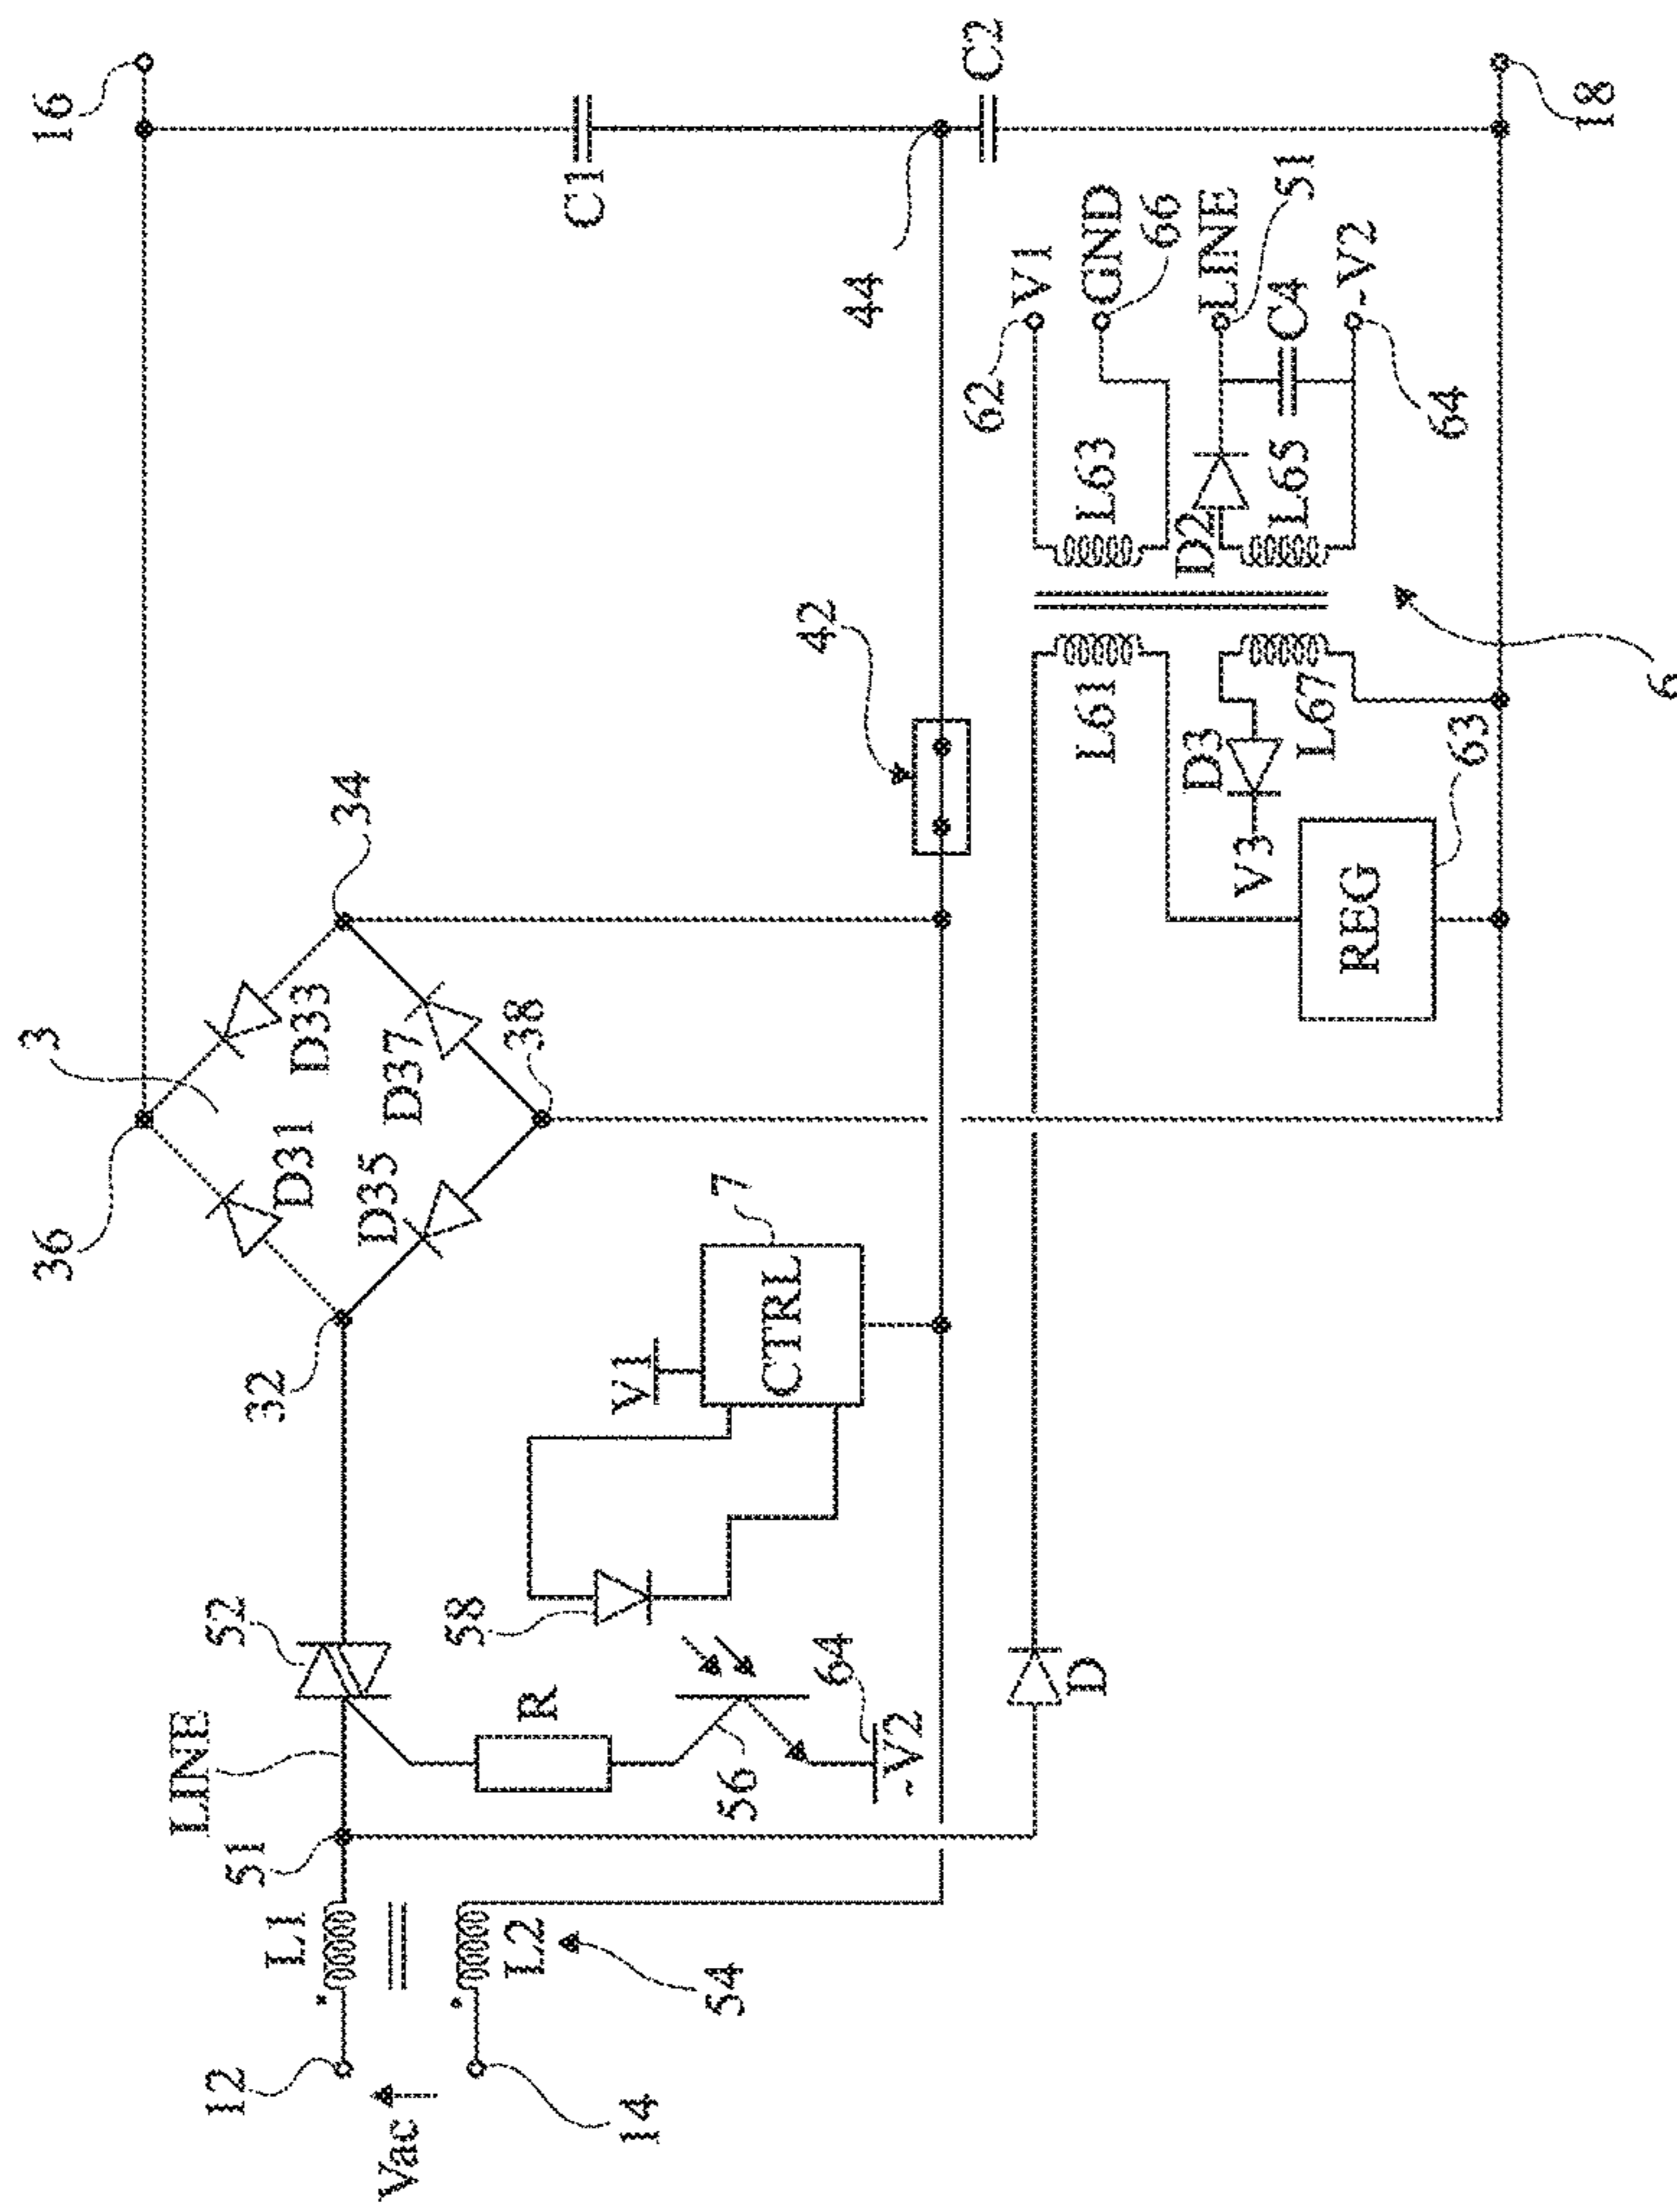 16
C1
44
C2
18
36
3
D31
D33
34
32
D35
D37
38
42
LINE
52
51
L1
12
Vac
14
L2
54
R
56
58
64
-V2
V1
CTRL
7
D
62
V1
GND
66
LINE
51
C4
-V2
64
L61
L63
D2
L65
D3
L67
V3
REG
63
6